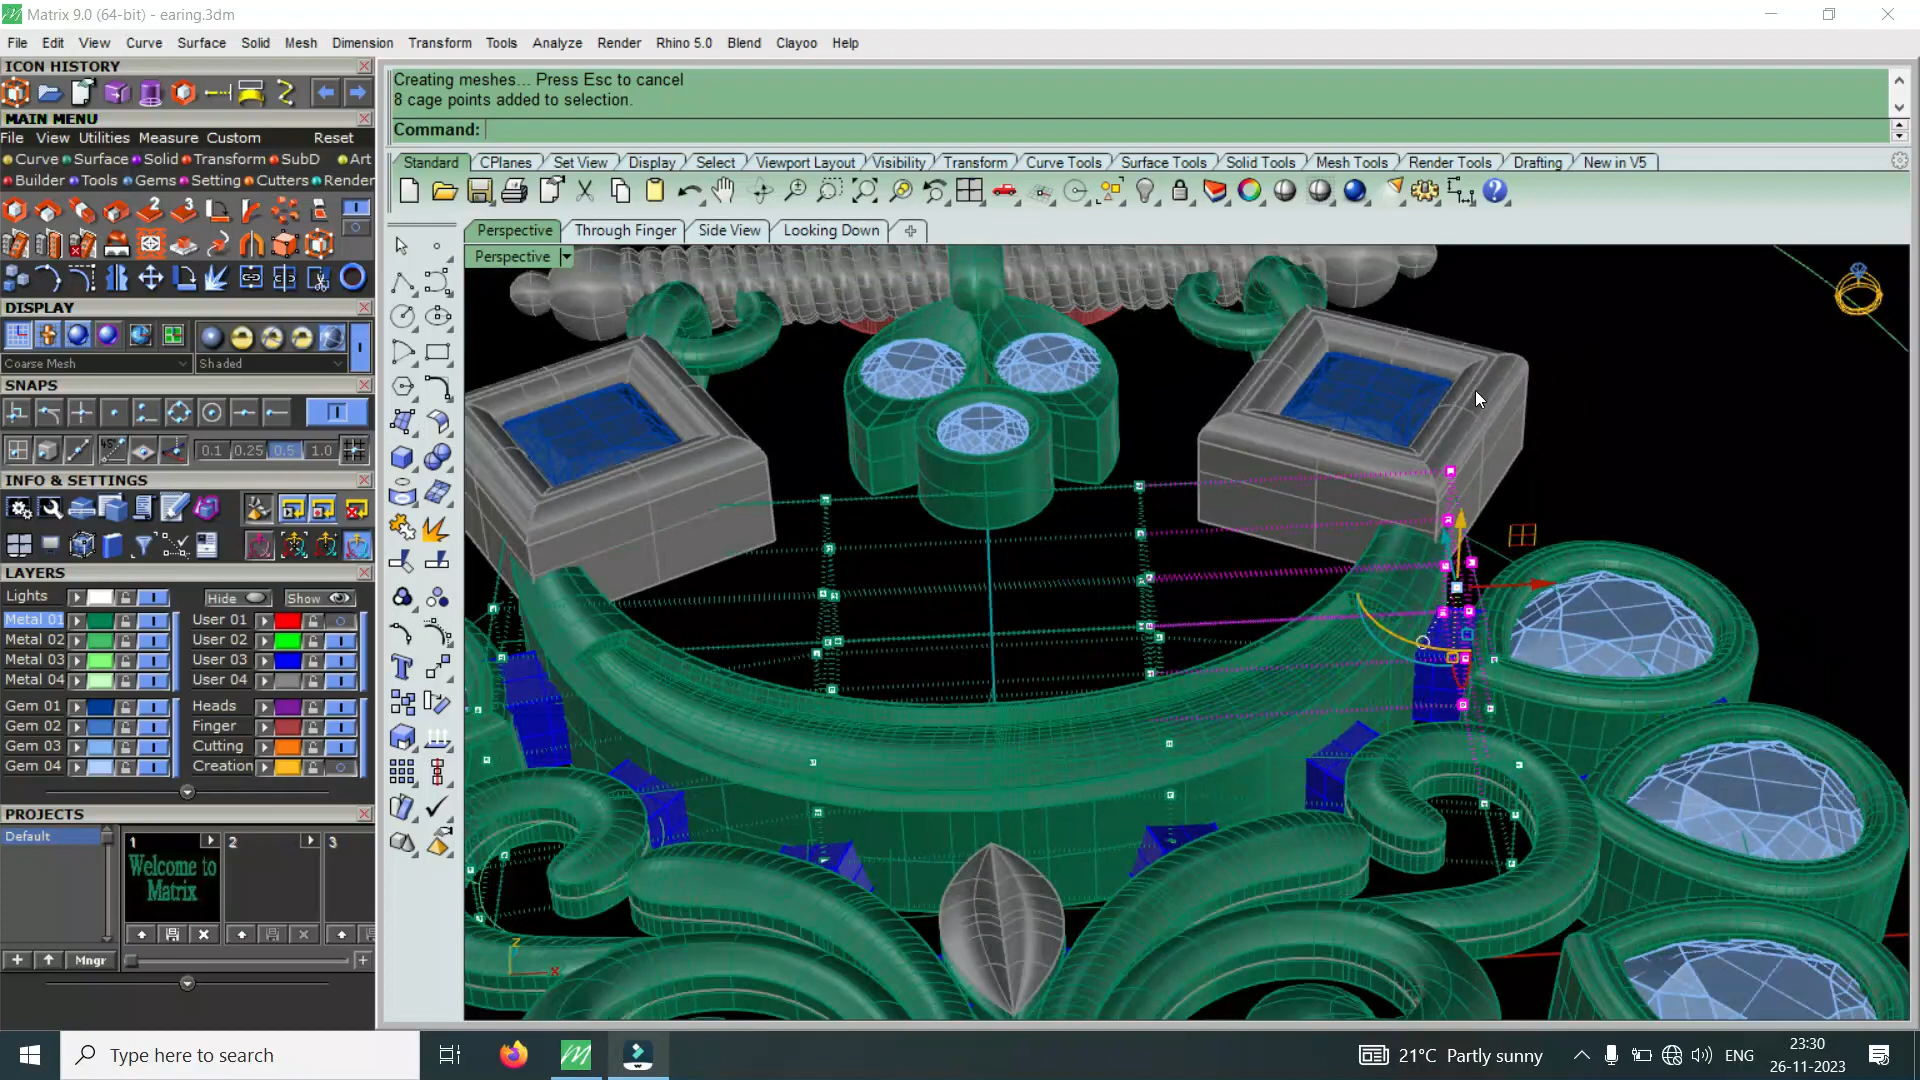 Matrix 9.0 (64-bit) - earing.3dm
File Edit View Curve Surface Solid Mesh Dimension Transform Tools Analyze Render Rhino 5.0 Blend Clayoo Help
ICON HISTORY
Creating meshes... Press Esc to cancel
8 cage points added to selection.
Command:
MAIN MENU
File View Utilities Measure Custom Reset
Curve Surface Solid Transform SubD Art
Builder Tools Gems Setting Cutters Render
Standard CPlanes Set View Display Select Viewport Layout Visibility Transform Curve Tools Surface Tools Solid Tools Mesh Tools Render Tools Drafting New in V5
Perspective Through Finger Side View Looking Down
Perspective
DISPLAY
Coarse Mesh Shaded
SNAPS
0.1 0.25 0.5 1.0
INFO & SETTINGS
LAYERS
Lights Hide Show
Metal 01 User 01
Metal 02 User 02
Metal 03 User 03
Metal 04 User 04
Gem 01 Heads
Gem 02 Finger
Gem 03 Cutting
Gem 04 Creation
PROJECTS
Default 1 2 3
Welcome to
Matrix
Mngr
z
x
Type here to search
21°C Partly sunny
ENG
23:30
26-11-2023